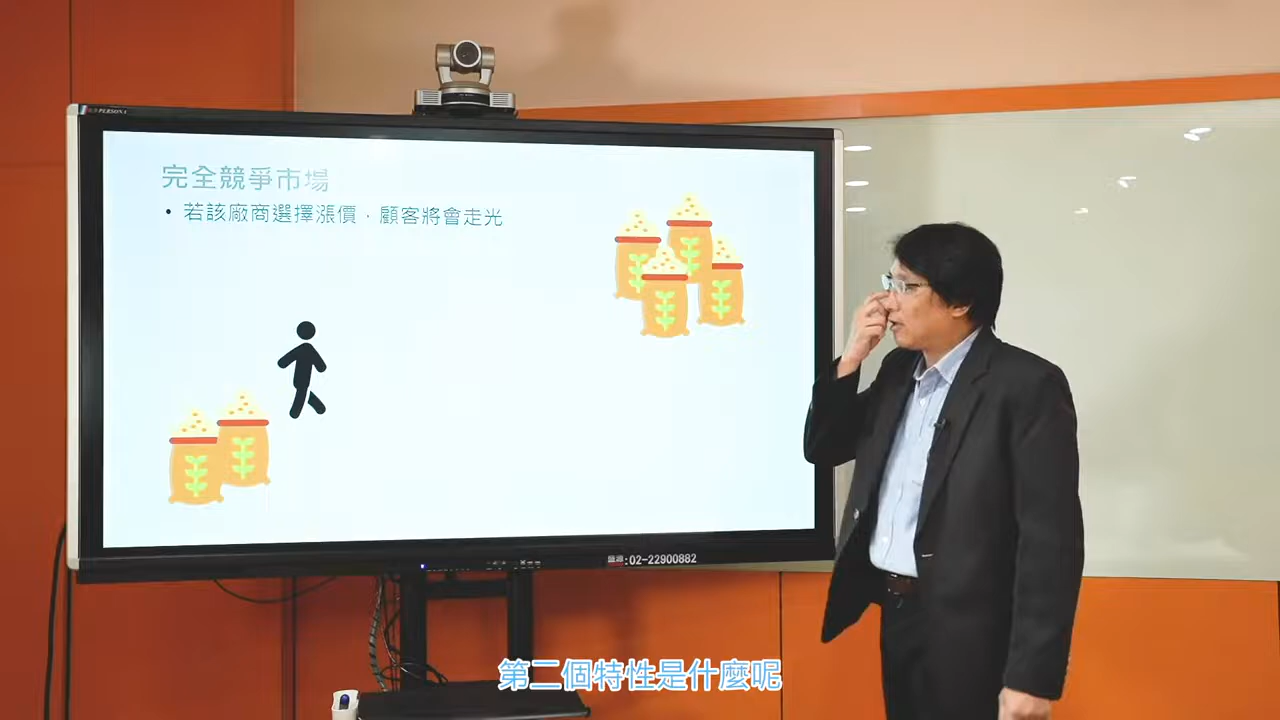 完全競爭市場
• 若該廠商選擇漲價，顧客將會走光
:02-22900882
第二個特性是什麼呢